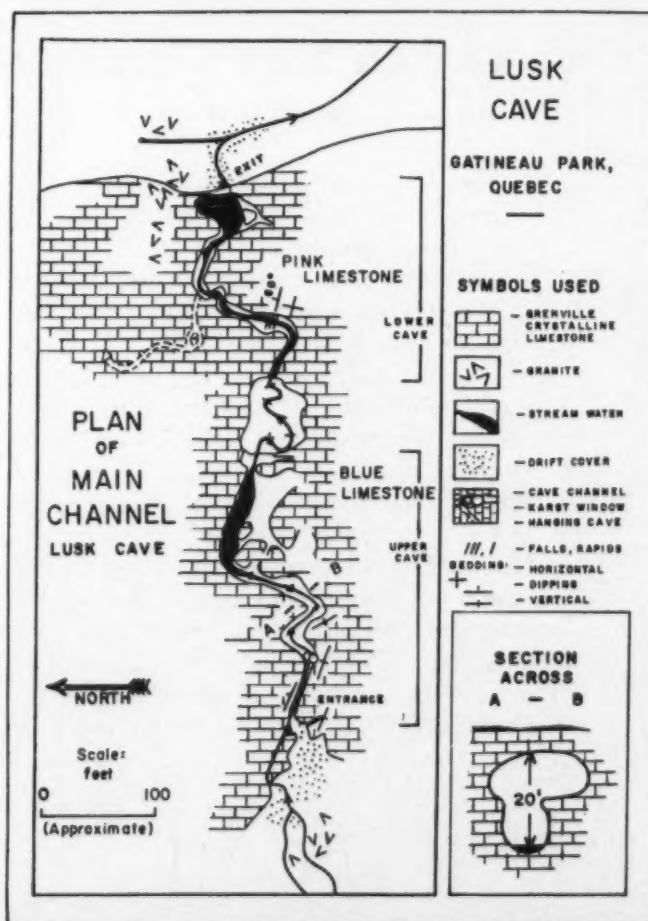 LUSK
CAVE
GATINEAU PARK,
QUEBEC
EXIT
PINK
LIMESTONE
80°
LOWER
CAVE
SYMBOLS USED
- GRENVILLE
CRYSTALLINE
LIMESTONE
- GRANITE
- STREAM WATER
- DRIFT COVER
- CAVE CHANNEL
- KARST WINDOW
- HANGING CAVE
- FALLS, RAPIDS
BEDDING:
- HORIZONTAL
- DIPPING
- VERTICAL
PLAN
OF
MAIN
CHANNEL
LUSK CAVE
BLUE
LIMESTONE
UPPER
CAVE
B
A
ENTRANCE
NORTH
Scale:
feet
0 100
(Approximate)
SECTION
ACROSS
A - B
20'